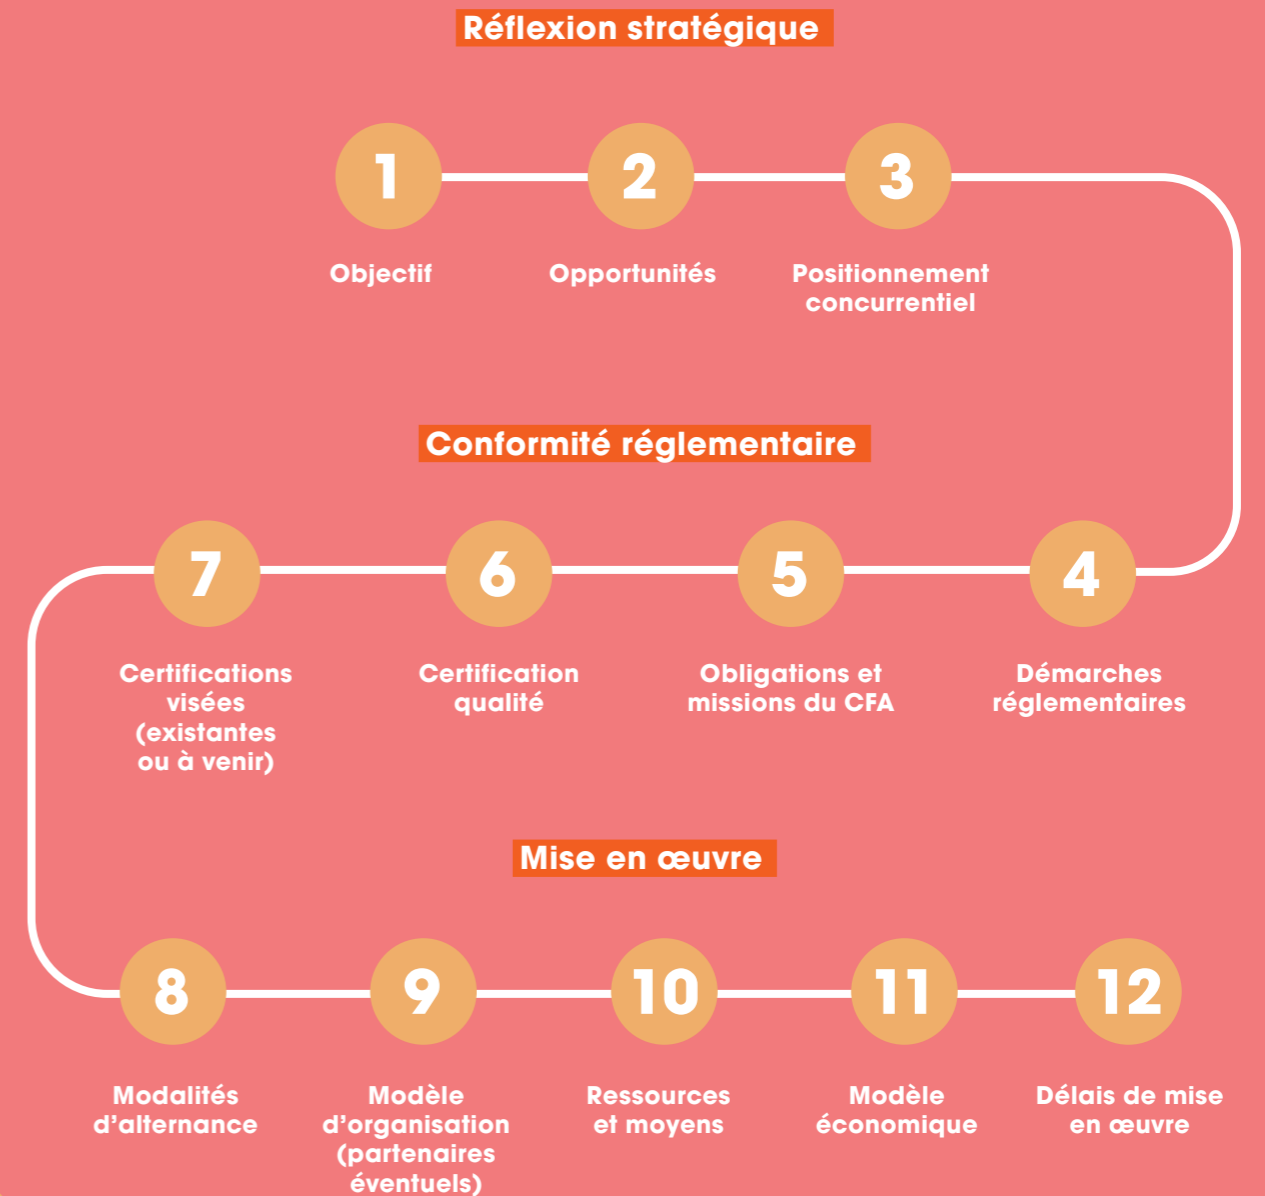 Réflexion stratégique
1
2
3
Objectif
Opportunités
Positionnement
concurrentiel
Conformité réglementaire
7
6
5
4
Certifications
visées
(existantes
ou à venir)
Certification
qualité
Obligations et
missions du CFA
Démarches
réglementaires
Mise en œuvre
8
9
10
11
12
Modalités
d’alternance
Modèle
d’organisation
(partenaires
éventuels)
Ressources
et moyens
Modèle
économique
Délais de mise
en œuvre